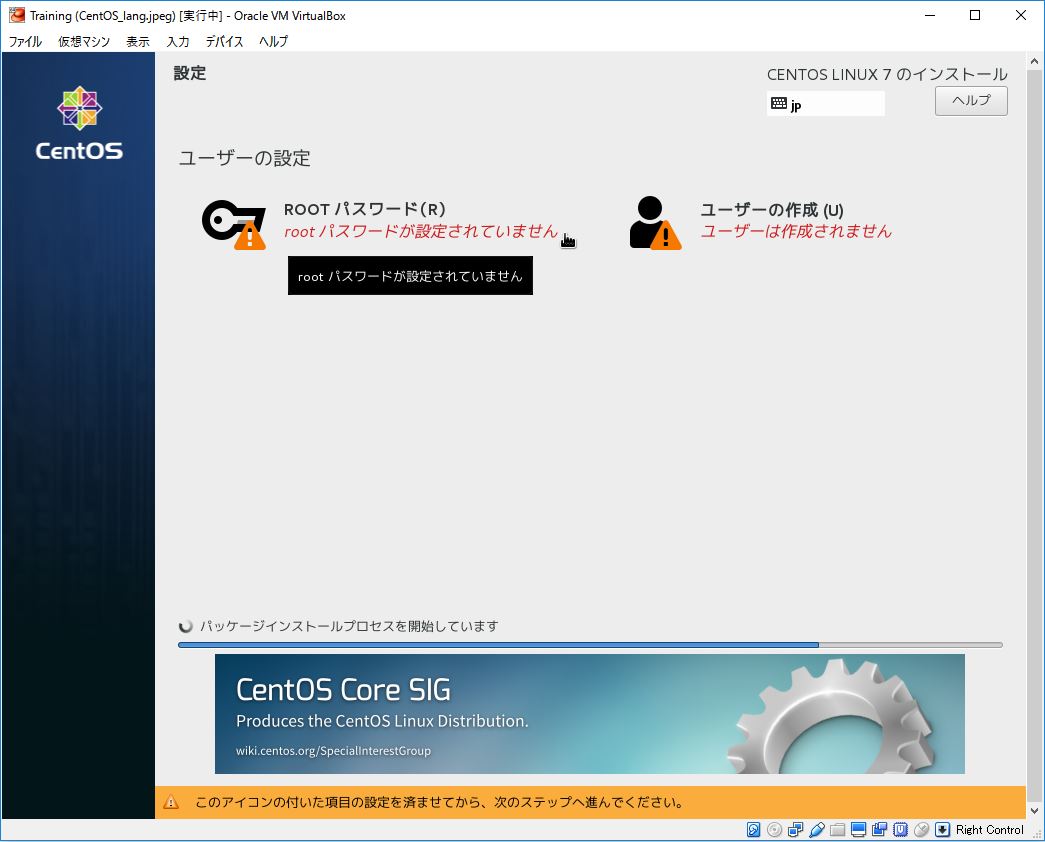 Training (CentOS_lang.jpeg) [実行中] - Oracle VM VirtualBox
ファイル 仮想マシン 表示 入力 デバイス ヘルプ
CentOS
設定
CENTOS LINUX 7 のインストール
jp
ヘルプ
ユーザーの設定
ROOT パスワード(R)
root パスワードが設定されていません
root パスワードが設定されていません
ユーザーの作成 (U)
ユーザーは作成されません
パッケージインストールプロセスを開始しています
CentOS Core SIG
Produces the CentOS Linux Distribution.
wiki.centos.org/SpecialInterestGroup
このアイコンの付いた項目の設定を済ませてから、次のステップへ進んでください。
Right Control